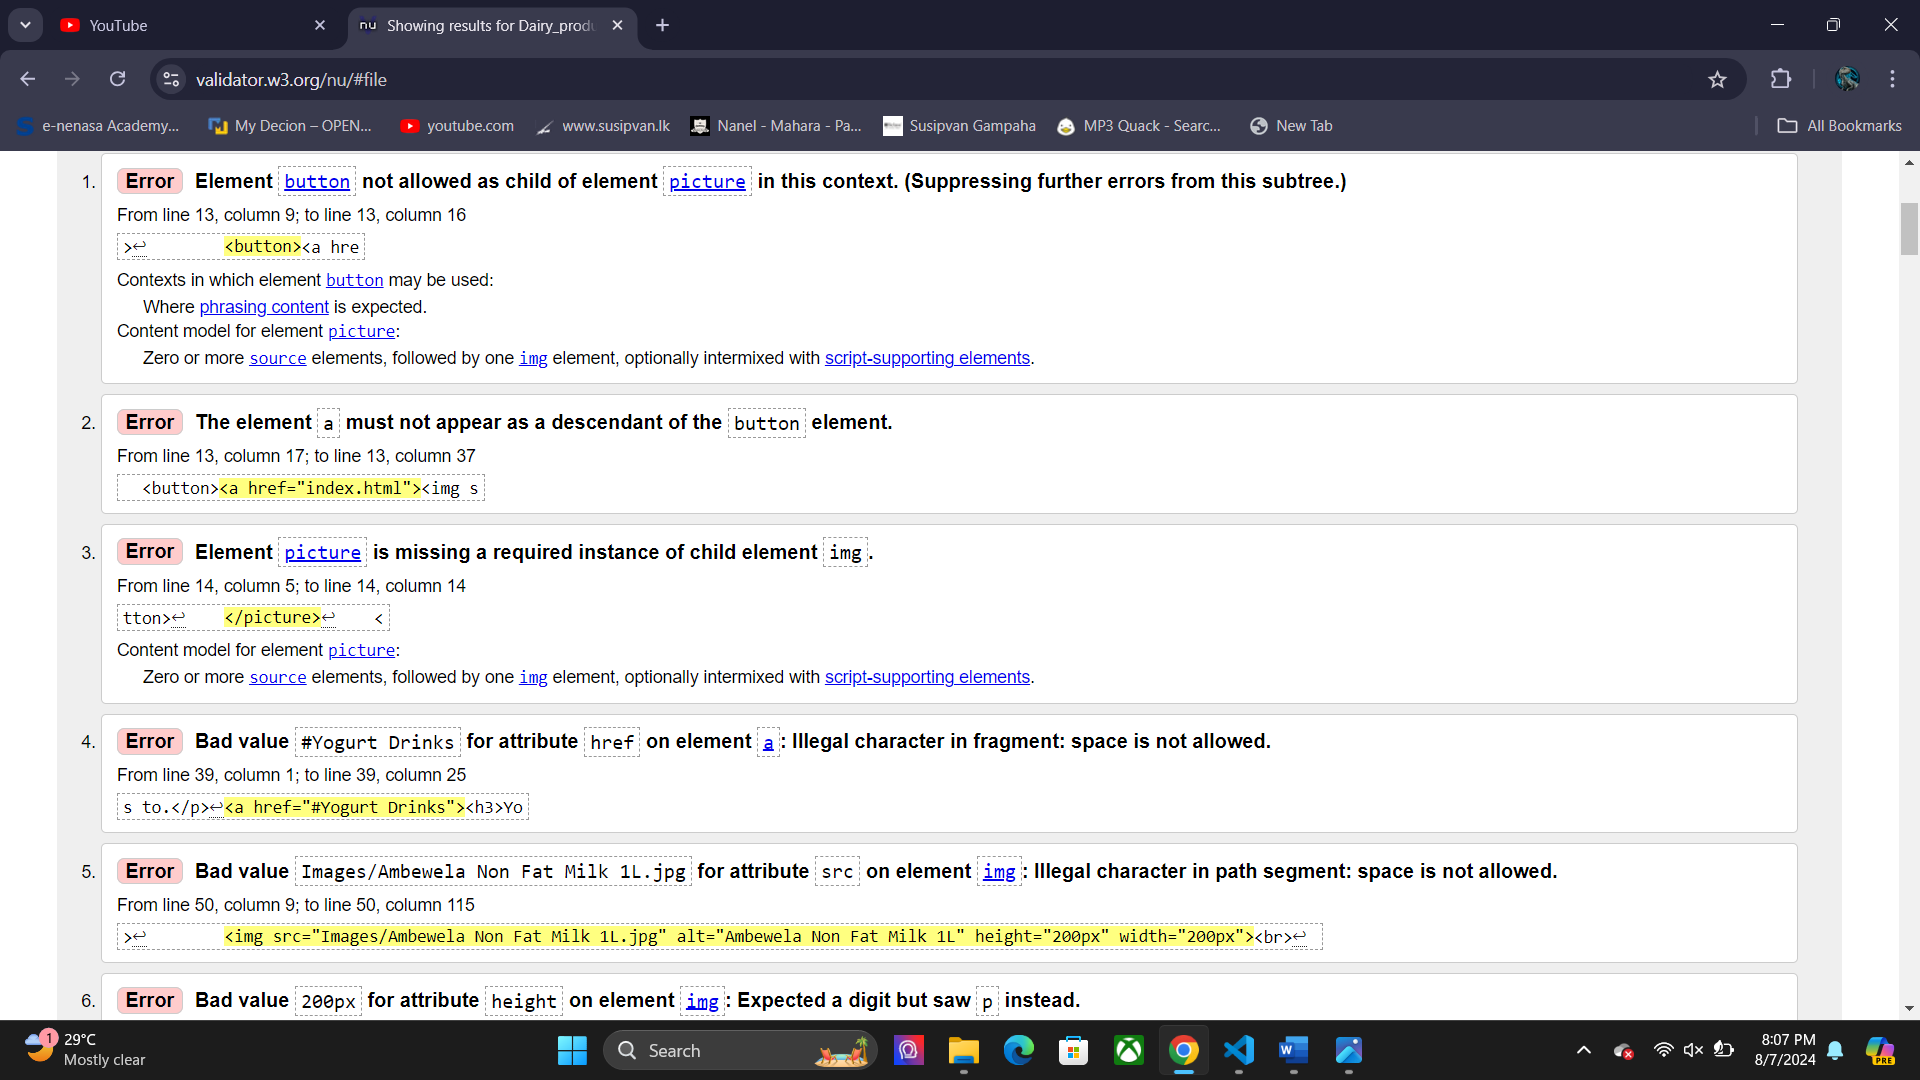 YouTube
Showing results for Dairy_produ
validator.w3.org/nu/#file
e-nenasa Academy...
My Decion – OPEN...
youtube.com
www.susipvan.lk
Nanel - Mahara - Pa...
Susipvan Gampaha
MP3 Quack - Searc...
New Tab
All Bookmarks
1. Error Element button not allowed as child of element picture in this context. (Suppressing further errors from this subtree.)
From line 13, column 9; to line 13, column 16
>↩ <button><a hre
Contexts in which element button may be used:
Where phrasing content is expected.
Content model for element picture:
Zero or more source elements, followed by one img element, optionally intermixed with script-supporting elements.
2. Error The element a must not appear as a descendant of the button element.
From line 13, column 17; to line 13, column 37
<button><a href="index.html"><img s
3. Error Element picture is missing a required instance of child element img.
From line 14, column 5; to line 14, column 14
tton>↩ </picture>↩ <
Content model for element picture:
Zero or more source elements, followed by one img element, optionally intermixed with script-supporting elements.
4. Error Bad value #Yogurt Drinks for attribute href on element a: Illegal character in fragment: space is not allowed.
From line 39, column 1; to line 39, column 25
s to.</p>↩<a href="#Yogurt Drinks"><h3>Yo
5. Error Bad value Images/Ambewela Non Fat Milk 1L.jpg for attribute src on element img: Illegal character in path segment: space is not allowed.
From line 50, column 9; to line 50, column 115
>↩ <img src="Images/Ambewela Non Fat Milk 1L.jpg" alt="Ambewela Non Fat Milk 1L" height="200px" width="200px"><br>↩
6. Error Bad value 200px for attribute height on element img: Expected a digit but saw p instead.
1
29°C
Mostly clear
Search
8:07 PM
8/7/2024
PRE